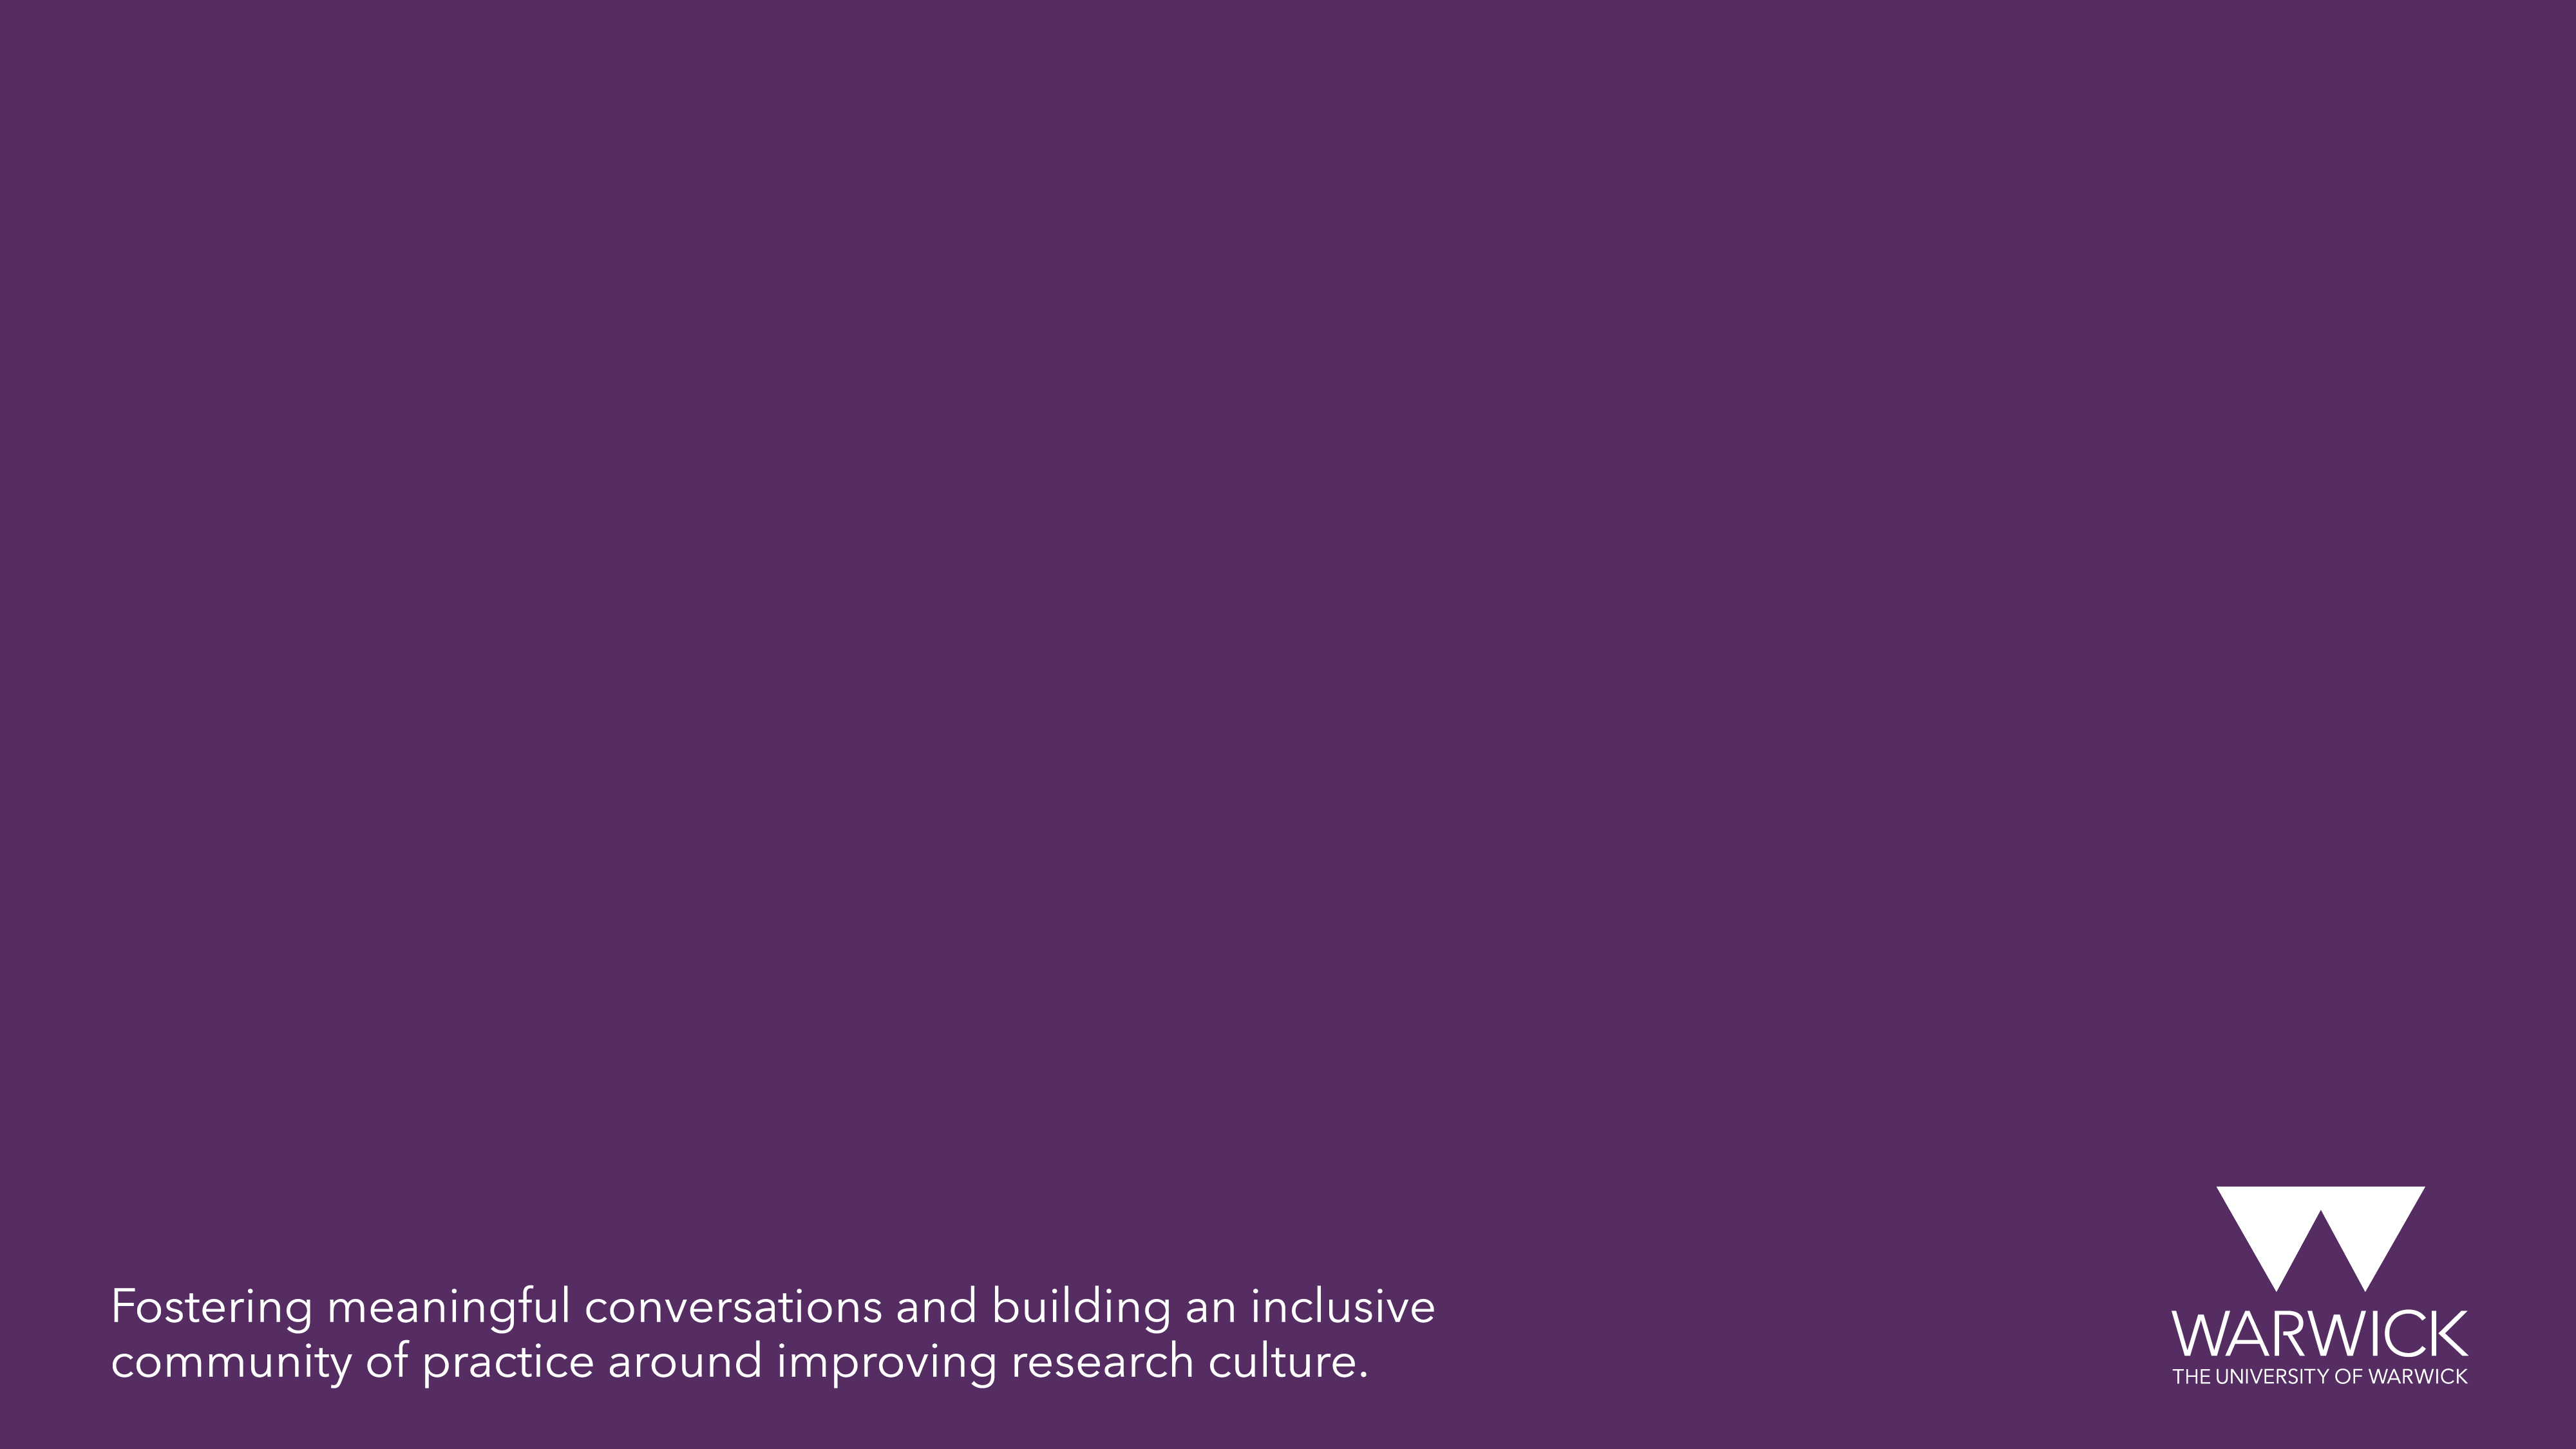 Fostering meaningful conversations and building an inclusive
community of practice around improving research culture.
WARWICK
THE UNIVERSITY OF WARWICK